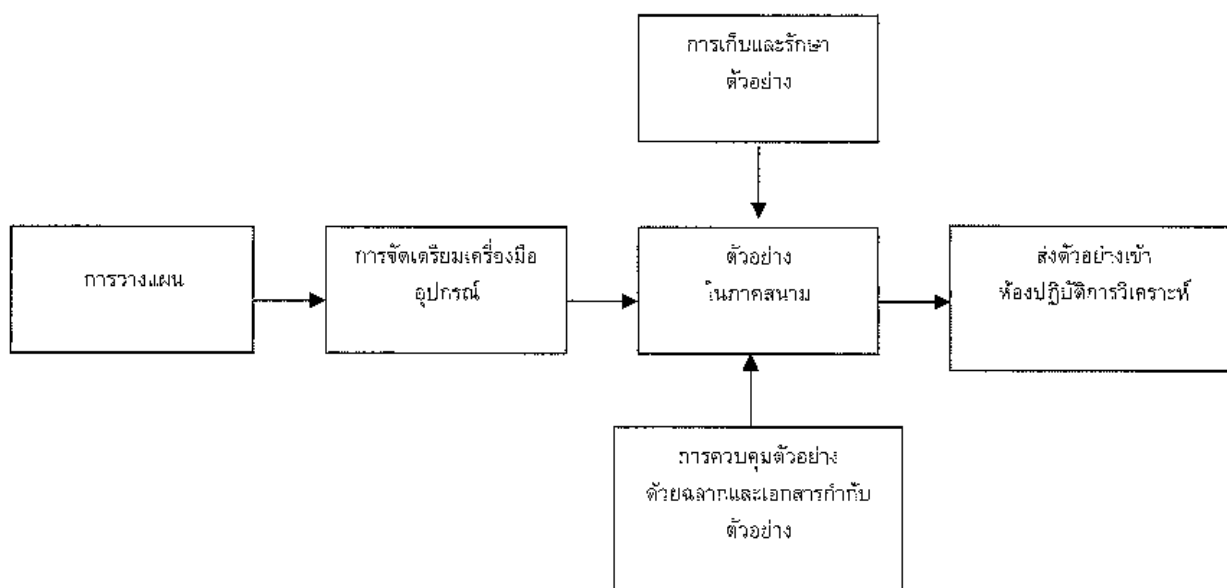 การเก็บและรักษา
ตัวอย่าง
การวางแผน
การจัดเตรียมเครื่องมือ
อุปกรณ์
ตัวอย่าง
ในภาคสนาม
ส่งตัวอย่างเข้า
ห้องปฏิบัติการวิเคราะห์
การควบคุมตัวอย่าง
ด้วยฉลากและเอกสารกำกับ
ตัวอย่าง